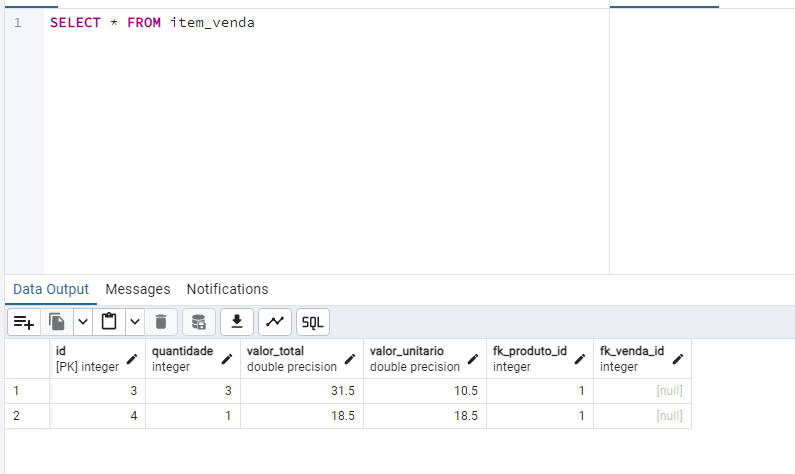 1 SELECT * FROM item_venda
Data Output Messages Notifications
SQL
id quantidade valor_total valor_unitario fk_produto_id fk_venda_id
[PK] integer integer double precision double precision integer integer
1 3 3 31.5 10.5 1 [null]
2 4 1 18.5 18.5 1 [null]